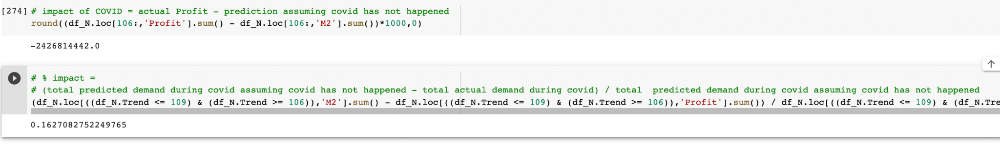 [274] # impact of COVID = actual Profit - prediction assuming covid has not happened
round((df_N.loc[106:,'Profit'].sum() - df_N.loc[106:,'M2'].sum())*1000,0)
-2426814442.0
# % impact =
# (total predicted demand during covid assuming covid has not happened - total actual demand during covid) / total  predicted demand during covid assuming covid has not happened
(df_N.loc[((df_N.Trend <= 109) & (df_N.Trend >= 106)),'M2'].sum() - df_N.loc[((df_N.Trend <= 109) & (df_N.Trend >= 106)),'Profit'].sum()) / df_N.loc[((df_N.Trend <= 109) & (df_N.Tre
0.1627082752249765